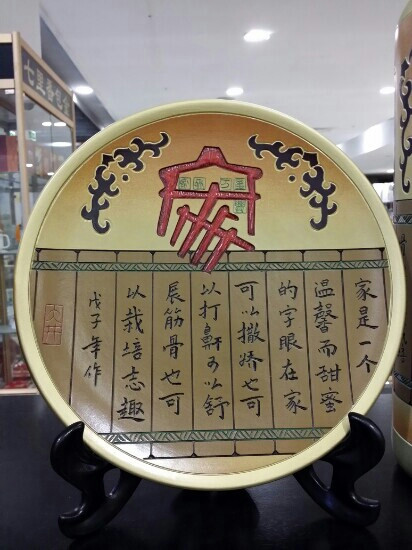 家是一个
温馨而甜蜜
的字眼在家
可以撒娇也可
以打鼾可以舒
辰筋骨也可
以栽培志趣
戊子年作